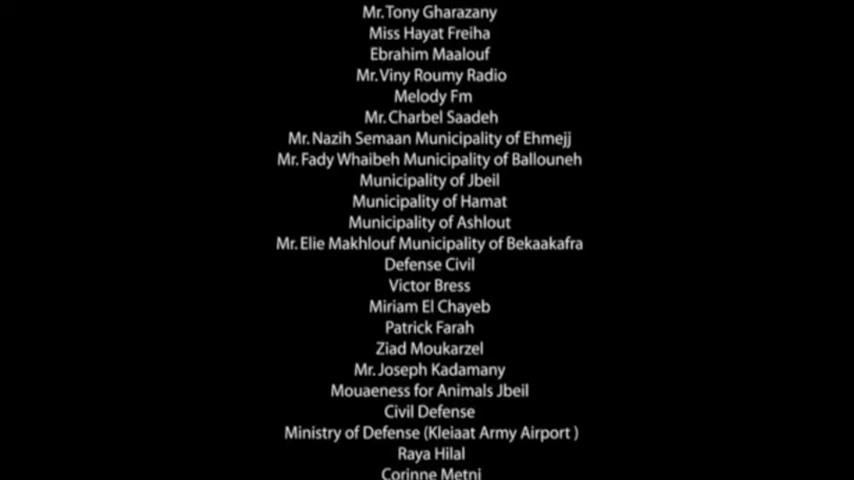 Mr. Tony Gharazany
Miss Hayat Freiha
Ebrahim Maalouf
Mr. Viny Roumy Radio
Melody Fm
Mr. Charbel Saadeh
Mr. Nazih Semaan Municipality of Ehmejj
Mr. Fady Whaibeh Municipality of Ballouneh
Municipality of Jbeil
Municipality of Hamat
Municipality of Ashlout
Mr. Elie Makhlouf Municipality of Bekaakafra
Defense Civil
Victor Bress
Miriam El Chayeb
Patrick Farah
Ziad Moukarzel
Mr. Joseph Kadamany
Mouaeness for Animals Jbeil
Civil Defense
Ministry of Defense (Kleiaat Army Airport )
Raya Hilal
Corinne Metni